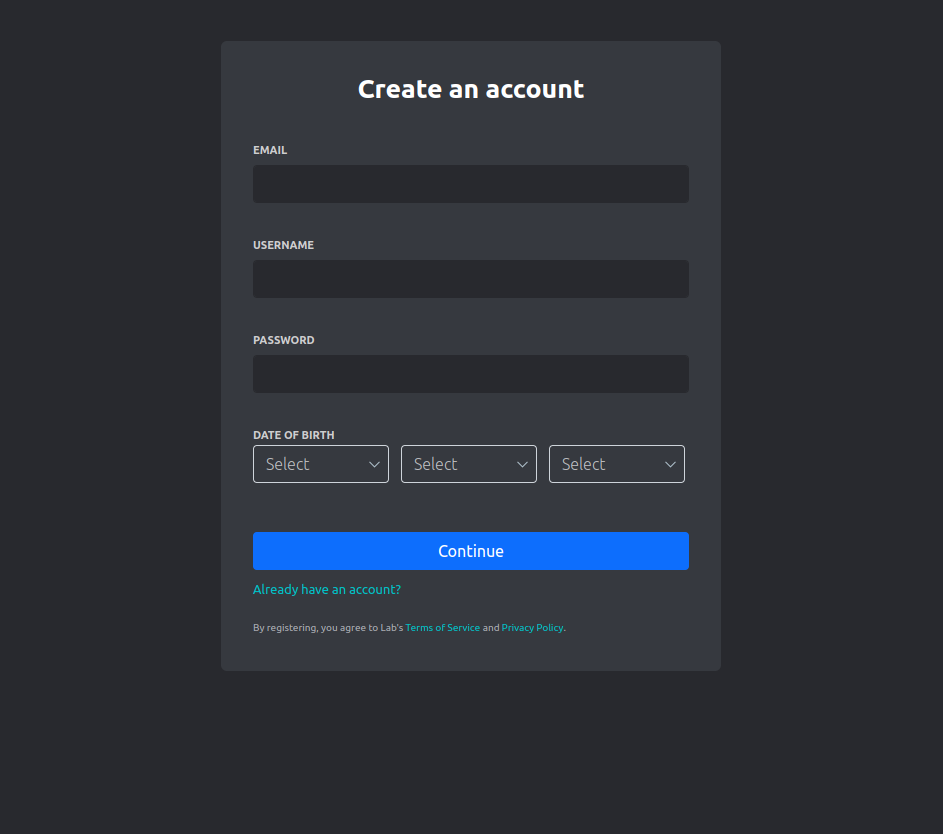 Create an account
EMAIL
USERNAME
PASSWORD
DATE OF BIRTH
Select Select Select
Continue
Already have an account?
By registering, you agree to Lab's Terms of Service and Privacy Policy.